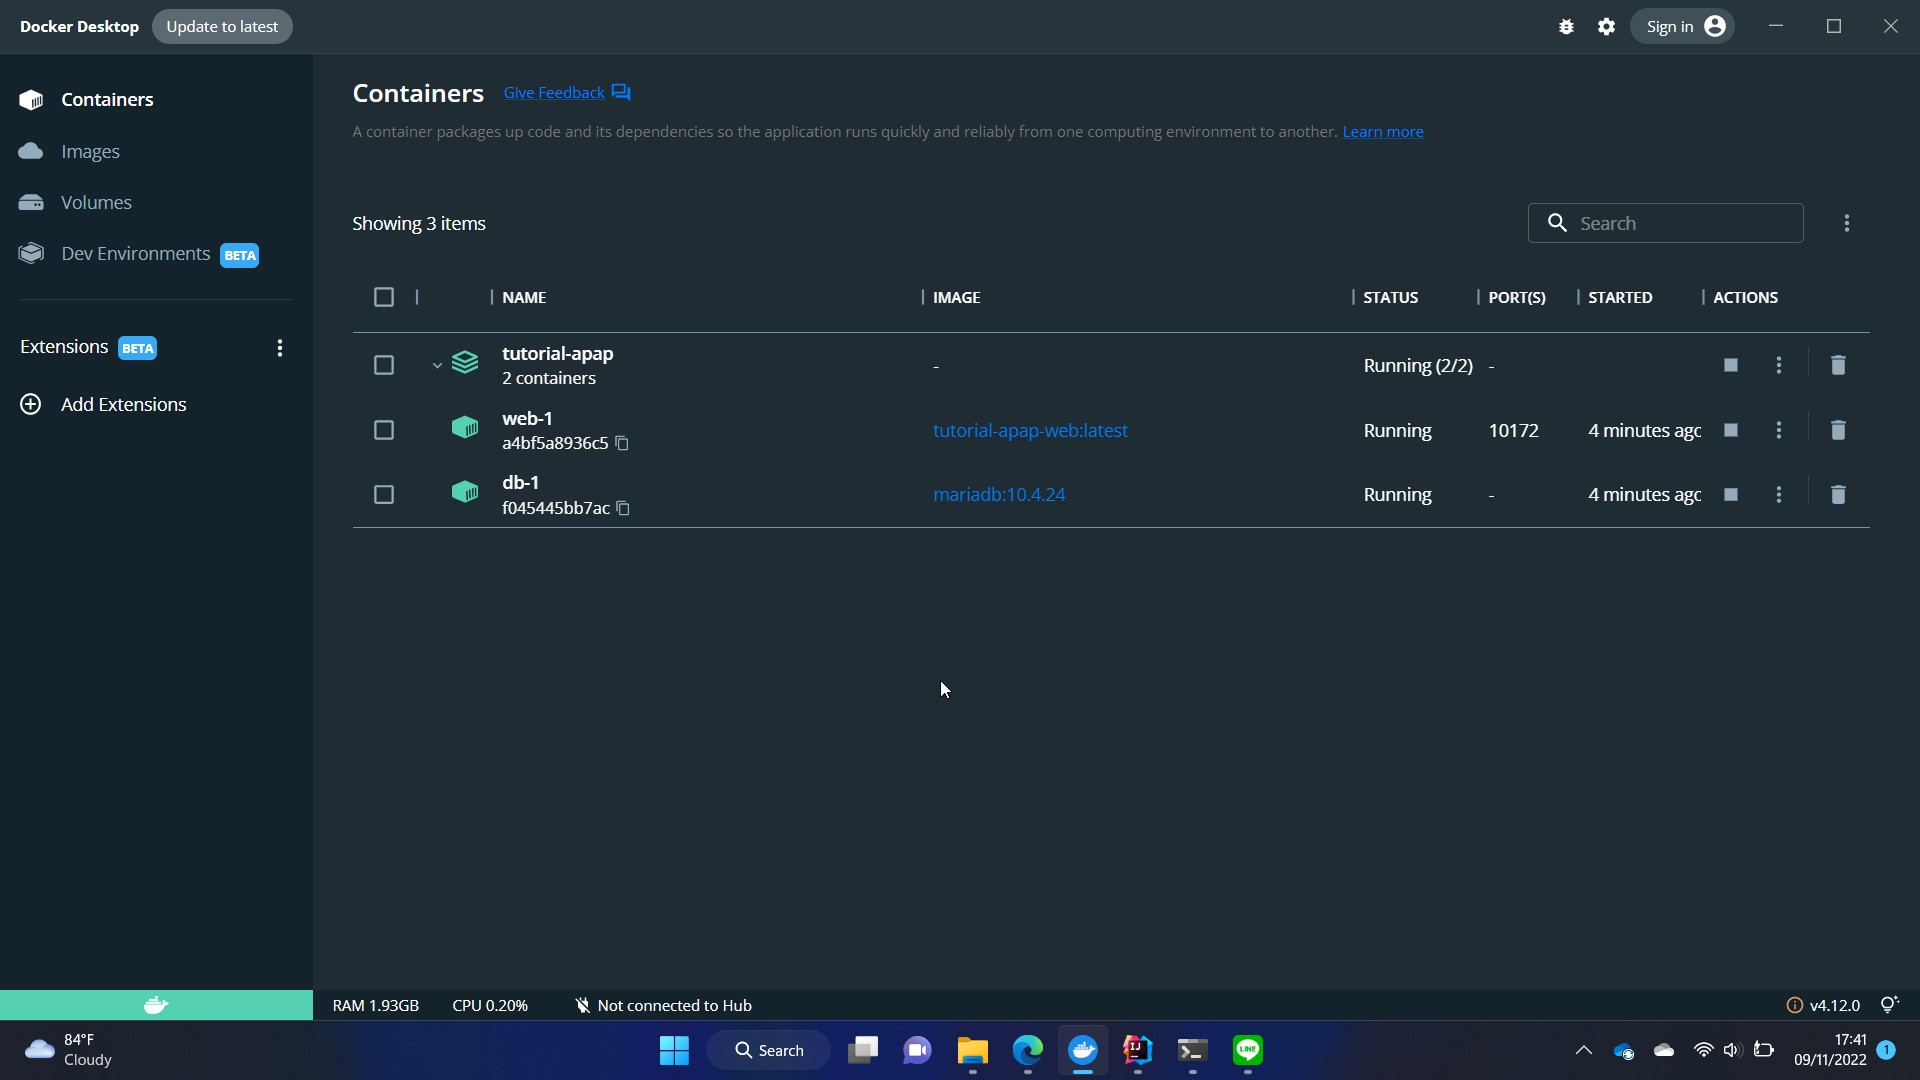 Docker Desktop Update to latest Sign in
Containers
Images
Volumes
Dev Environments BETA
Extensions BETA
Add Extensions
Containers Give Feedback
A container packages up code and its dependencies so the application runs quickly and reliably from one computing environment to another. Learn more
Showing 3 items Search
NAME IMAGE STATUS PORT(S) STARTED ACTIONS
tutorial-apap
2 containers - Running (2/2) -
web-1
a4bf5a8936c5 tutorial-apap-web:latest Running 10172 4 minutes agc
db-1
f045445bb7ac mariadb:10.4.24 Running - 4 minutes agc
RAM 1.93GB CPU 0.20% Not connected to Hub v4.12.0
84°F
Cloudy
Search
IJ
LINE
17:41
09/11/2022 1